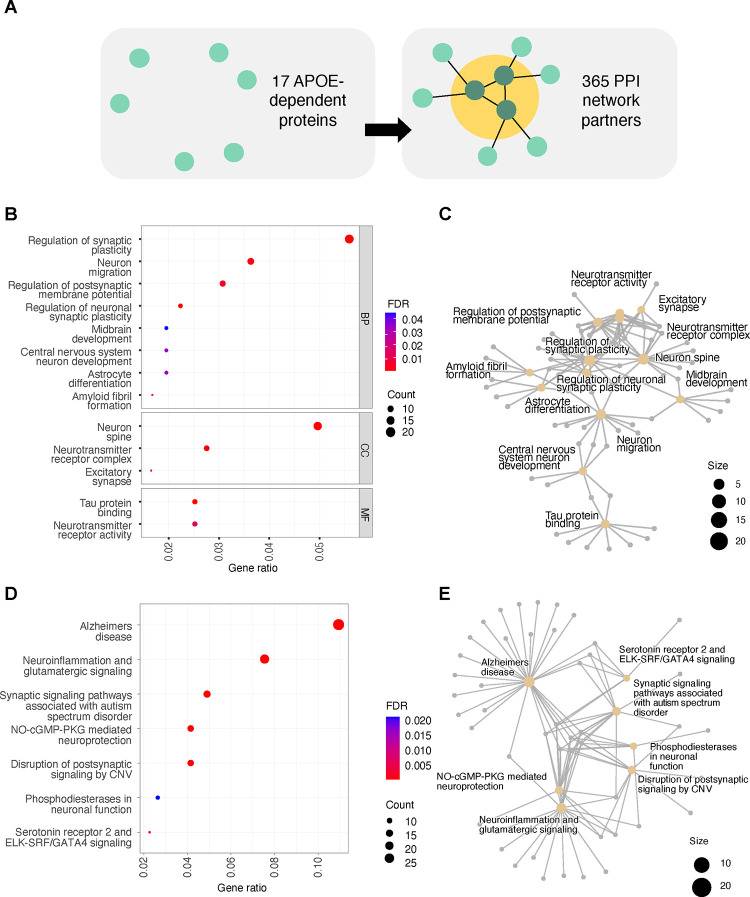 A
17 APOE-
dependent
proteins
365 PPI
network
partners
B
Regulation of synaptic
plasticity
Neuron
migration
Regulation of postsynaptic
membrane potential
Regulation of neuronal
synaptic plasticity
Midbrain
development
Central nervous system
neuron development
Astrocyte
differentiation
Amyloid fibril
formation
BP
Neuron
spine
Neurotransmitter
receptor complex
Excitatory
synapse
CC
Tau protein
binding
Neurotransmitter
receptor activity
MF
0.02
0.03
0.04
0.05
Gene ratio
FDR
0.04
0.03
0.02
0.01
Count
10
15
20
C
Neurotransmitter
receptor activity
Excitatory
synapse
Regulation of postsynaptic
membrane potential
Neurotransmitter
receptor complex
Regulation of
synaptic plasticity
Neuron spine
Amyloid fibril
formation
Regulation of neuronal
synaptic plasticity
Midbrain
development
Astrocyte
differentiation
Neuron
migration
Central nervous
system neuron
development
Tau protein
binding
Size
5
10
15
20
D
Alzheimers
disease
Neuroinflammation and
glutamatergic signaling
Synaptic signaling pathways
associated with autism
spectrum disorder
NO-cGMP-PKG mediated
neuroprotection
Disruption of postsynaptic
signaling by CNV
Phosphodiesterases in
neuronal function
Serotonin receptor 2 and
ELK-SRF/GATA4 signaling
0.02
0.04
0.06
0.08
0.10
Gene ratio
FDR
0.020
0.015
0.010
0.005
Count
10
15
20
25
E
Alzheimers
disease
Serotonin receptor 2 and
ELK-SRF/GATA4 signaling
Synaptic signaling
pathways associated
with autism spectrum
disorder
Phosphodiesterases
in neuronal
function
NO-cGMP-PKG mediated
neuroprotection
Disruption of postsynaptic
signaling by CNV
Neuroinflammation and
glutamatergic signaling
Size
10
20